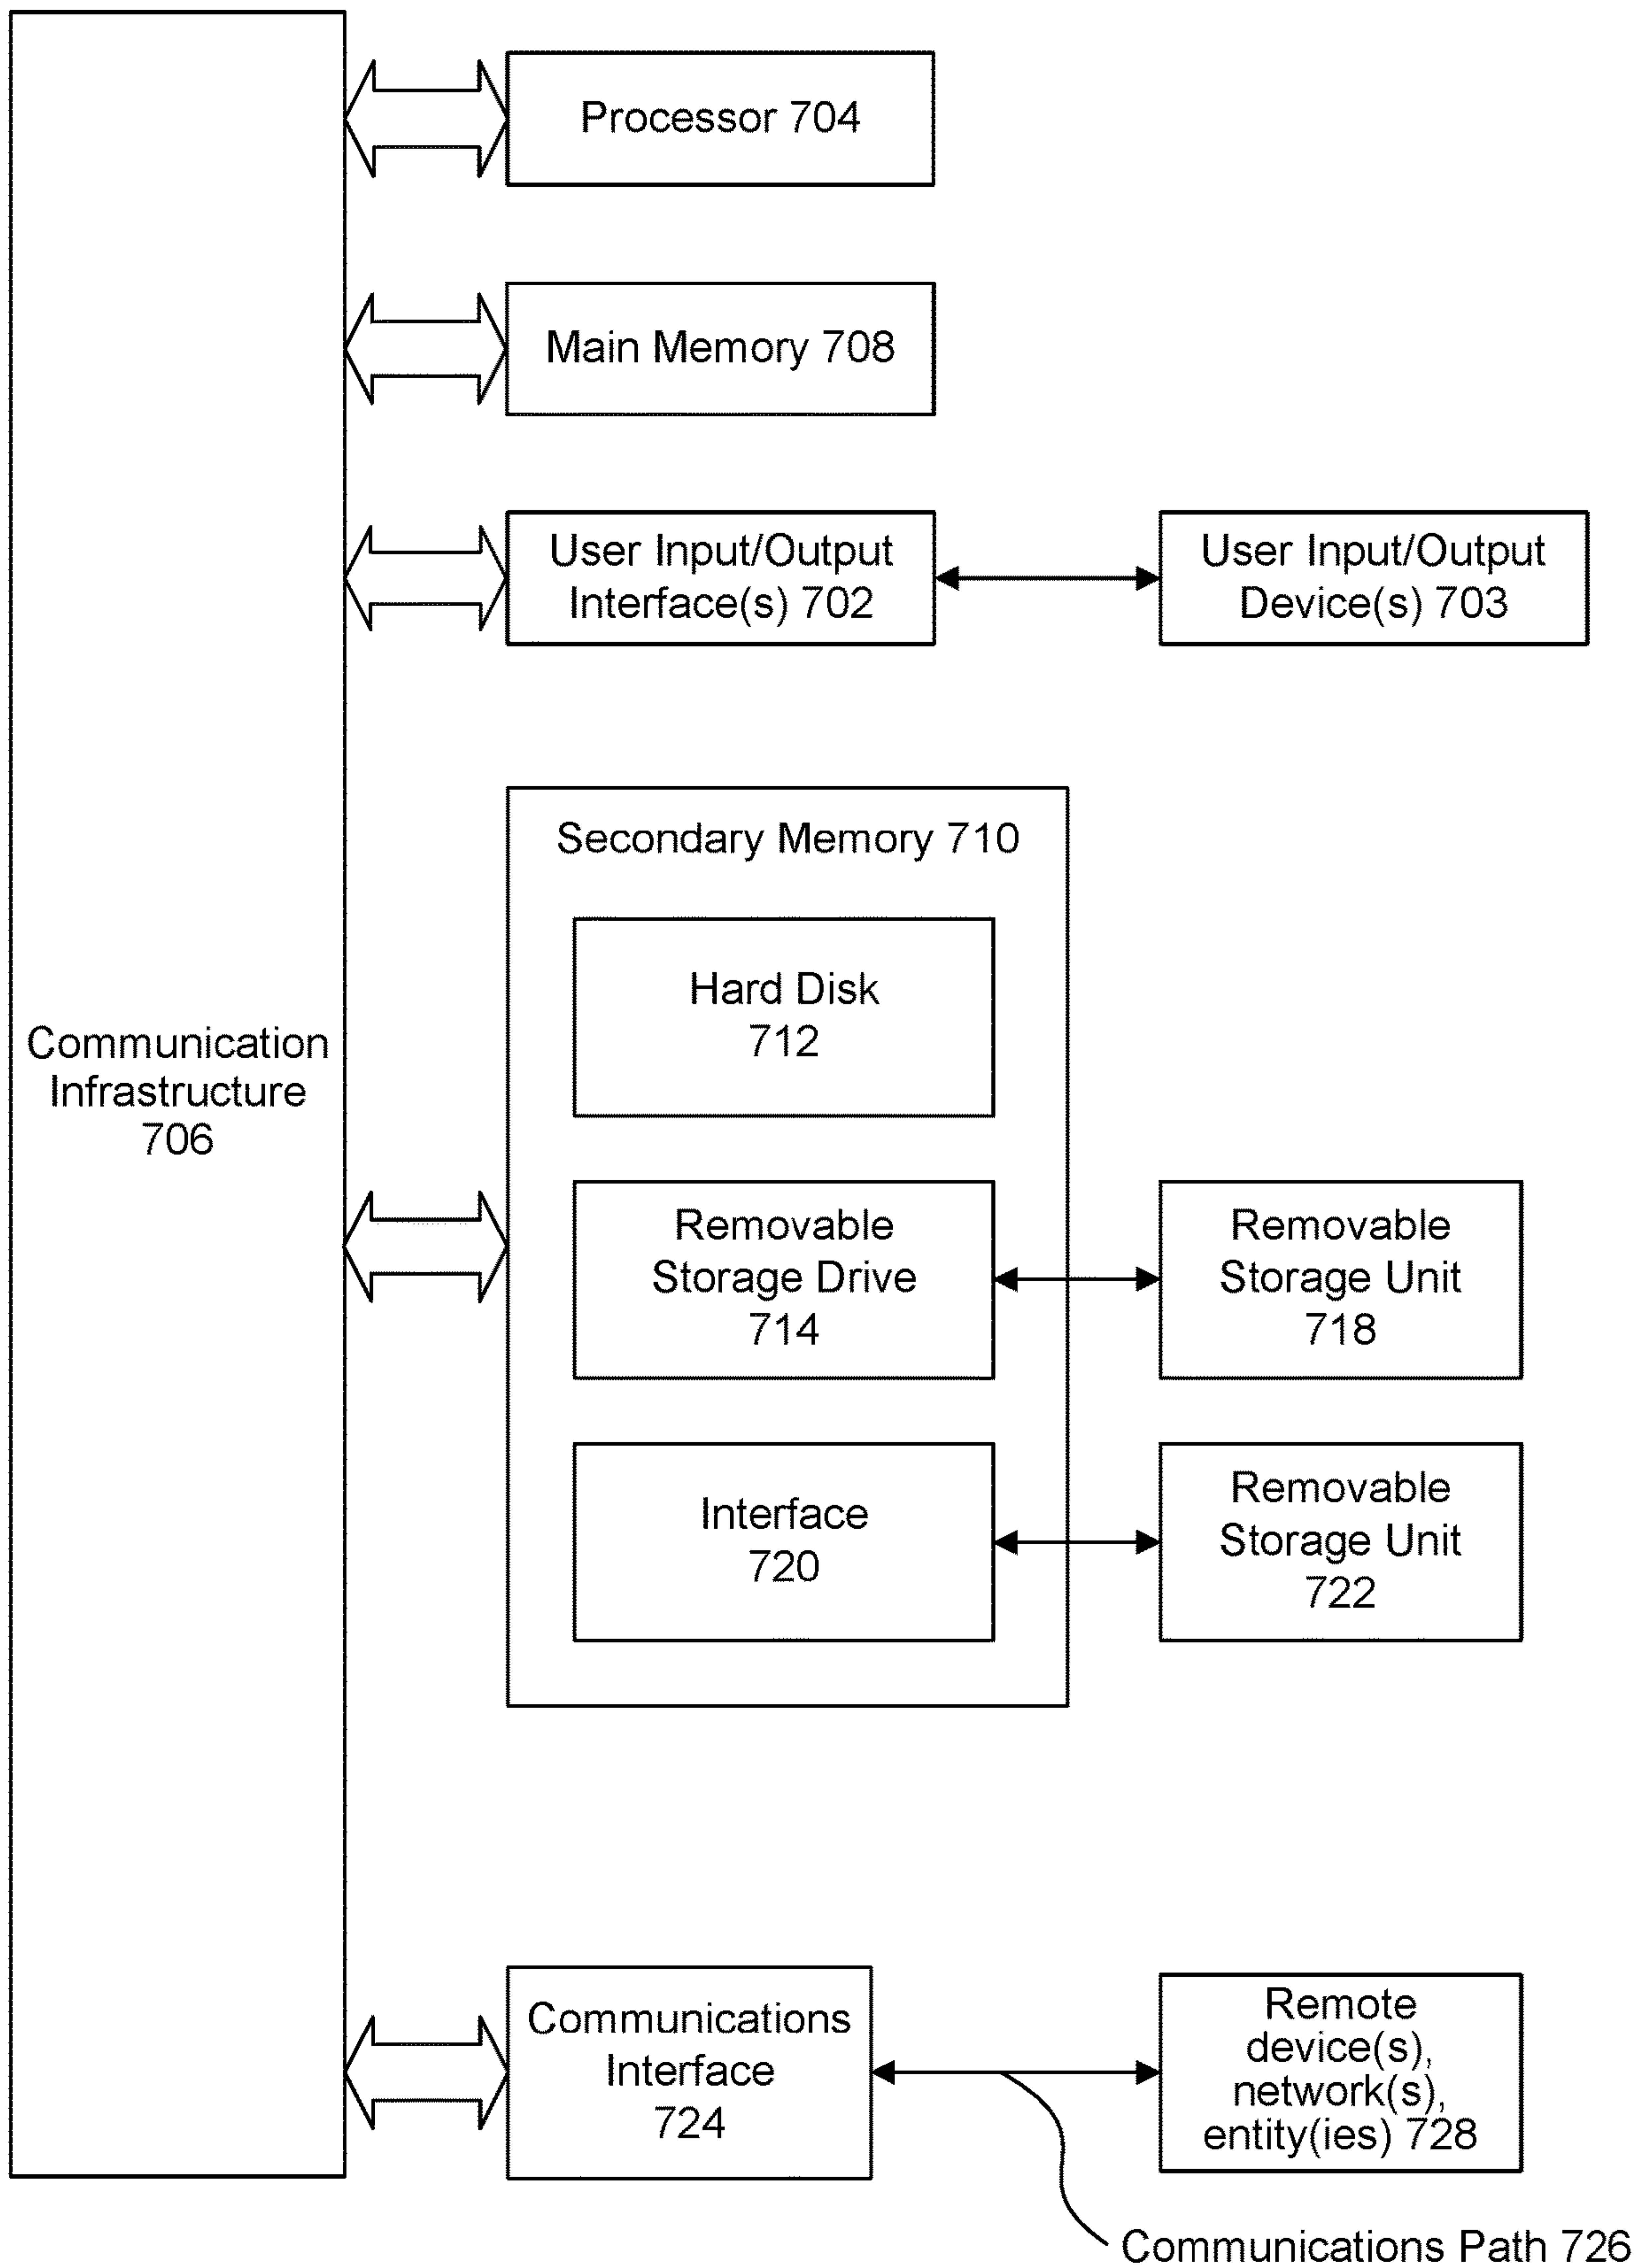 Processor 704
Main Memory 708
User Input/Output
Interface(s) 702
User Input/Output
Device(s) 703
Secondary Memory 710
Hard Disk
712
Communication
Infrastructure
706
Removable
Storage Drive
714
Removable
Storage Unit
718
Interface
720
Removable
Storage Unit
722
Communications
Interface
724
Remote
device(s),
network(s),
entity(ies) 728
Communications Path 726